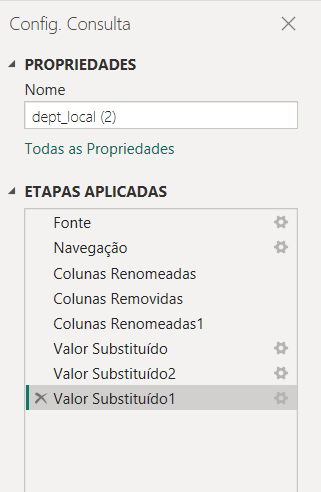 Config. Consulta
PROPRIEDADES
Nome
dept_local (2)
Todas as Propriedades
ETAPAS APLICADAS
Fonte
Navegação
Colunas Renomeadas
Colunas Removidas
Colunas Renomeadas1
Valor Substituído
Valor Substituído2
Valor Substituído1